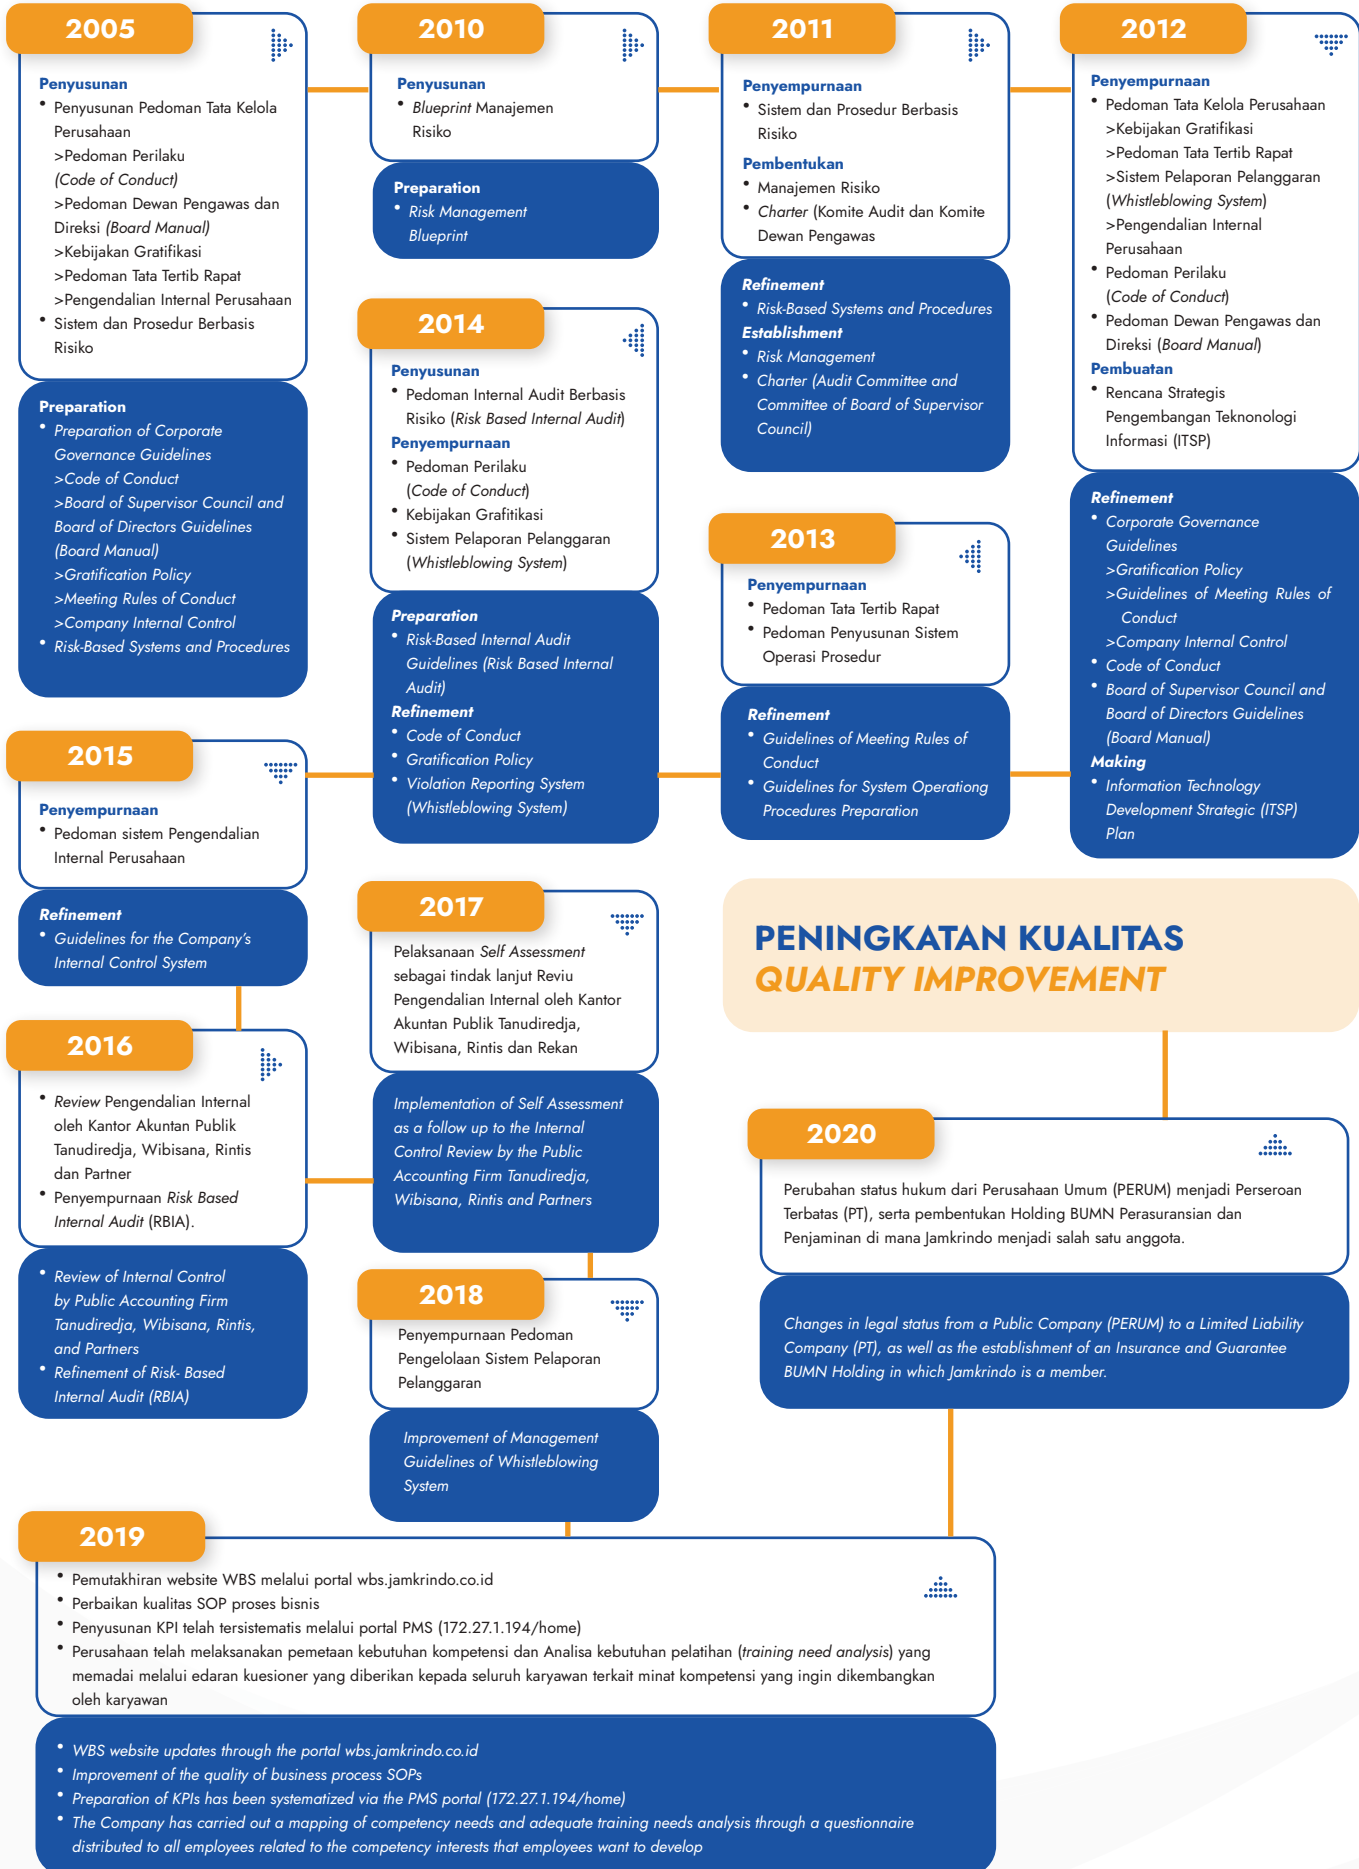 2005
Penyusunan
• Penyusunan Pedoman Tata Kelola
Perusahaan
>Pedoman Perilaku
(Code of Conduct)
>Pedoman Dewan Pengawas dan
Direksi (Board Manual)
>Kebijakan Gratifikasi
>Pedoman Tata Tertib Rapat
>Pengendalian Internal Perusahaan
• Sistem dan Prosedur Berbasis
Risiko
Preparation
• Preparation of Corporate
Governance Guidelines
>Code of Conduct
>Board of Supervisor Council and
Board of Directors Guidelines
(Board Manual)
>Gratification Policy
>Meeting Rules of Conduct
>Company Internal Control
• Risk-Based Systems and Procedures
2010
Penyusunan
• Blueprint Manajemen
Risiko
Preparation
• Risk Management
Blueprint
2011
Penyempurnaan
• Sistem dan Prosedur Berbasis
Risiko
Pembentukan
• Manajemen Risiko
• Charter (Komite Audit dan Komite
Dewan Pengawas
Refinement
• Risk-Based Systems and Procedures
Establishment
• Risk Management
• Charter (Audit Committee and
Committee of Board of Supervisor
Council)
2012
Penyempurnaan
• Pedoman Tata Kelola Perusahaan
>Kebijakan Gratifikasi
>Pedoman Tata Tertib Rapat
>Sistem Pelaporan Pelanggaran
(Whistleblowing System)
>Pengendalian Internal
Perusahaan
• Pedoman Perilaku
(Code of Conduct)
• Pedoman Dewan Pengawas dan
Direksi (Board Manual)
Pembuatan
• Rencana Strategis
Pengembangan Teknonologi
Informasi (ITSP)
Refinement
• Corporate Governance
Guidelines
>Gratification Policy
>Guidelines of Meeting Rules of
Conduct
>Company Internal Control
• Code of Conduct
• Board of Supervisor Council and
Board of Directors Guidelines
(Board Manual)
Making
• Information Technology
Development Strategic (ITSP)
Plan
2013
Penyempurnaan
• Pedoman Tata Tertib Rapat
• Pedoman Penyusunan Sistem
Operasi Prosedur
Refinement
• Guidelines of Meeting Rules of
Conduct
• Guidelines for System Operationg
Procedures Preparation
2014
Penyusunan
• Pedoman Internal Audit Berbasis
Risiko (Risk Based Internal Audit)
Penyempurnaan
• Pedoman Perilaku
(Code of Conduct)
• Kebijakan Grafitikasi
• Sistem Pelaporan Pelanggaran
(Whistleblowing System)
Preparation
• Risk-Based Internal Audit
Guidelines (Risk Based Internal
Audit)
Refinement
• Code of Conduct
• Gratification Policy
• Violation Reporting System
(Whistleblowing System)
2015
Penyempurnaan
• Pedoman sistem Pengendalian
Internal Perusahaan
Refinement
• Guidelines for the Company's
Internal Control System
2016
• Review Pengendalian Internal
oleh Kantor Akuntan Publik
Tanudiredja, Wibisana, Rintis
dan Partner
• Penyempurnaan Risk Based
Internal Audit (RBIA).
• Review of Internal Control
by Public Accounting Firm
Tanudiredja, Wibisana, Rintis,
and Partners
• Refinement of Risk- Based
Internal Audit (RBIA)
2017
Pelaksanaan Self Assessment
sebagai tindak lanjut Reviu
Pengendalian Internal oleh Kantor
Akuntan Publik Tanudiredja,
Wibisana, Rintis dan Rekan
Implementation of Self Assessment
as a follow up to the Internal
Control Review by the Public
Accounting Firm Tanudiredja,
Wibisana, Rintis and Partners
2018
Penyempurnaan Pedoman
Pengelolaan Sistem Pelaporan
Pelanggaran
Improvement of Management
Guidelines of Whistleblowing
System
2019
• Pemutakhiran website WBS melalui portal wbs.jamkrindo.co.id
• Perbaikan kualitas SOP proses bisnis
• Penyusunan KPI telah tersistematis melalui portal PMS (172.27.1.194/home)
• Perusahaan telah melaksanakan pemetaan kebutuhan kompetensi dan Analisa kebutuhan pelatihan (training need analysis) yang
memadai melalui edaran kuesioner yang diberikan kepada seluruh karyawan terkait minat kompetensi yang ingin dikembangkan
oleh karyawan
• WBS website updates through the portal wbs.jamkrindo.co.id
• Improvement of the quality of business process SOPs
• Preparation of KPIs has been systematized via the PMS portal (172.27.1.194/home)
• The Company has carried out a mapping of competency needs and adequate training needs analysis through a questionnaire
distributed to all employees related to the competency interests that employees want to develop
2020
Perubahan status hukum dari Perusahaan Umum (PERUM) menjadi Perseroan
Terbatas (PT), serta pembentukan Holding BUMN Perasuransian dan
Penjaminan di mana Jamkrindo menjadi salah satu anggota.
Changes in legal status from a Public Company (PERUM) to a Limited Liability
Company (PT), as well as the establishment of an Insurance and Guarantee
BUMN Holding in which Jamkrindo is a member.
PENINGKATAN KUALITAS
QUALITY IMPROVEMENT